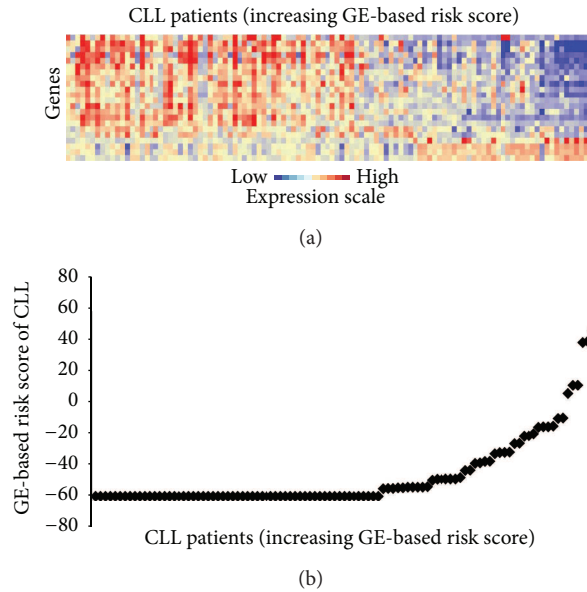 CLL patients (increasing GE-based risk score)
Genes
Low High
Expression scale
(a)
80
60
40
20
0
−20
−40
−60
−80
GE-based risk score of CLL
CLL patients (increasing GE-based risk score)
(b)